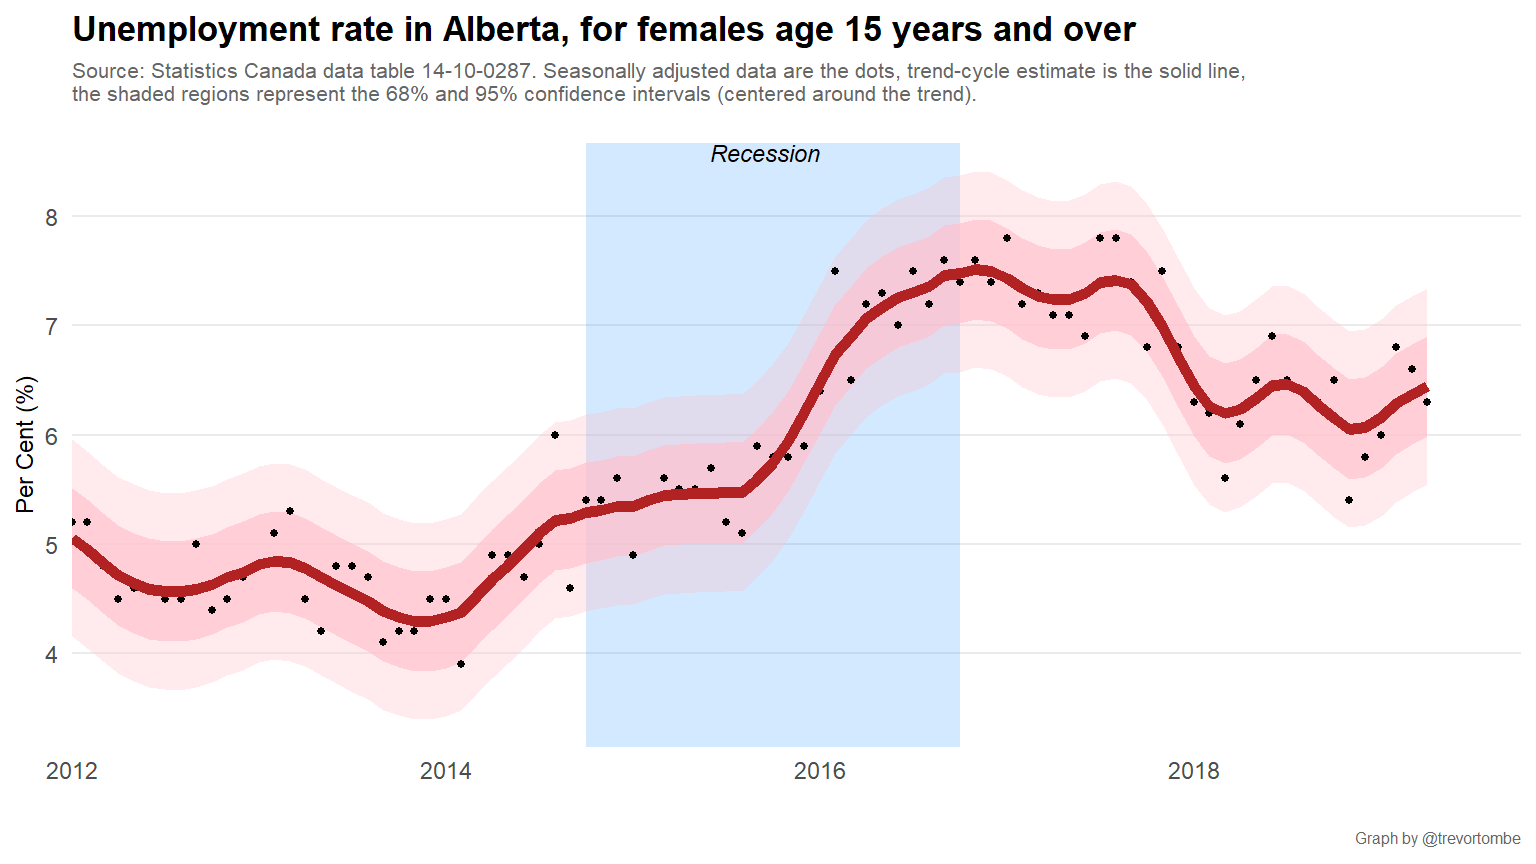 Unemployment rate in Alberta, for females age 15 years and over
Source: Statistics Canada data table 14-10-0287. Seasonally adjusted data are the dots, trend-cycle estimate is the solid line,
the shaded regions represent the 68% and 95% confidence intervals (centered around the trend).
Recession
8
7
6
5
4
Per Cent (%)
2012
2014
2016
2018
Graph by @trevortombe